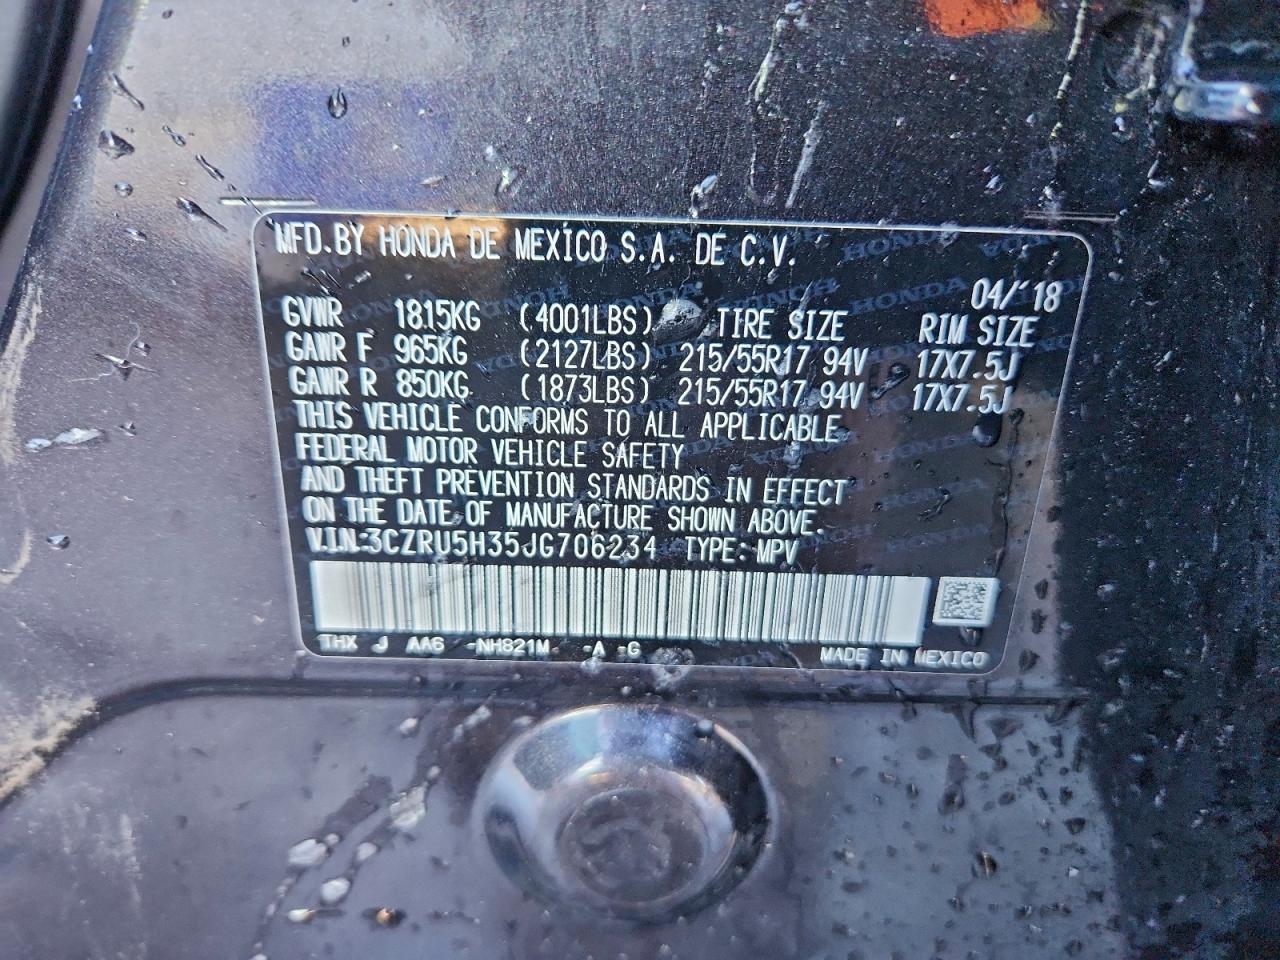 MFD.BY HONDA DE MEXICO S.A. DE C.V.
04/'18
GVWR 1815KG (4001LBS) TIRE SIZE RIM SIZE
GAWR F 965KG (2127LBS) 215/55R17 94V 17X7.5J
GAWR R 850KG (1873LBS) 215/55R17 94V 17X7.5J
THIS VEHICLE CONFORMS TO ALL APPLICABLE
FEDERAL MOTOR VEHICLE SAFETY
AND THEFT PREVENTION STANDARDS IN EFFECT
ON THE DATE OF MANUFACTURE SHOWN ABOVE.
V.I.N:3CZRU5H35JG706234 TYPE: MPV
THX J AA6 -NH821M -A -G
MADE IN MEXICO